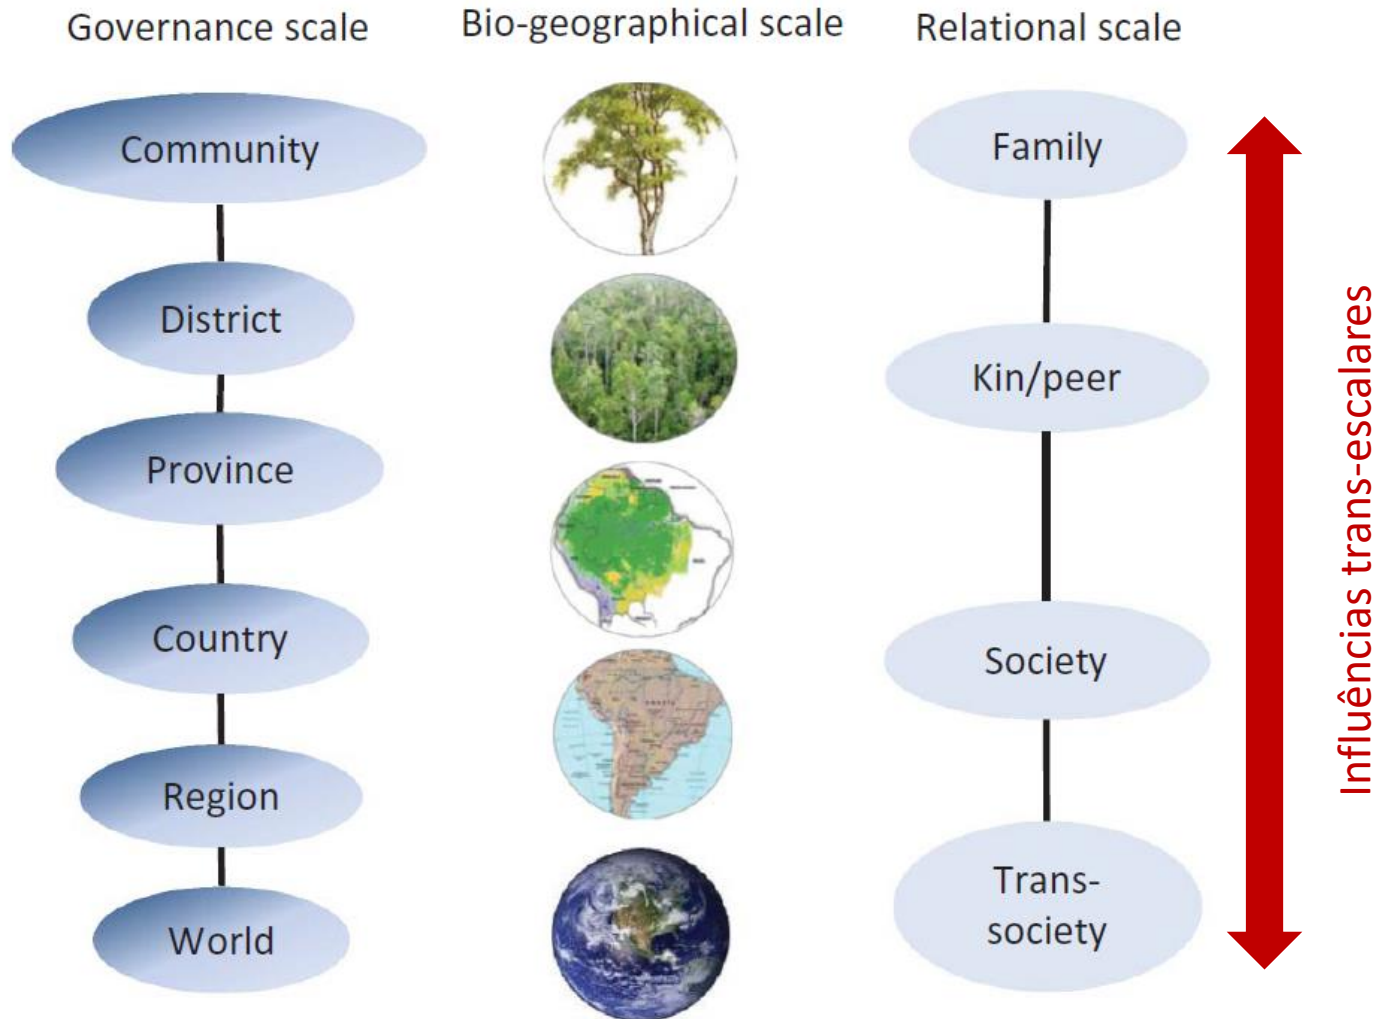 Governance scale
Bio-geographical scale
Relational scale
Community
District
Province
Country
Region
World
Family
Kin/peer
Society
Trans-
society
Influências trans-escalares